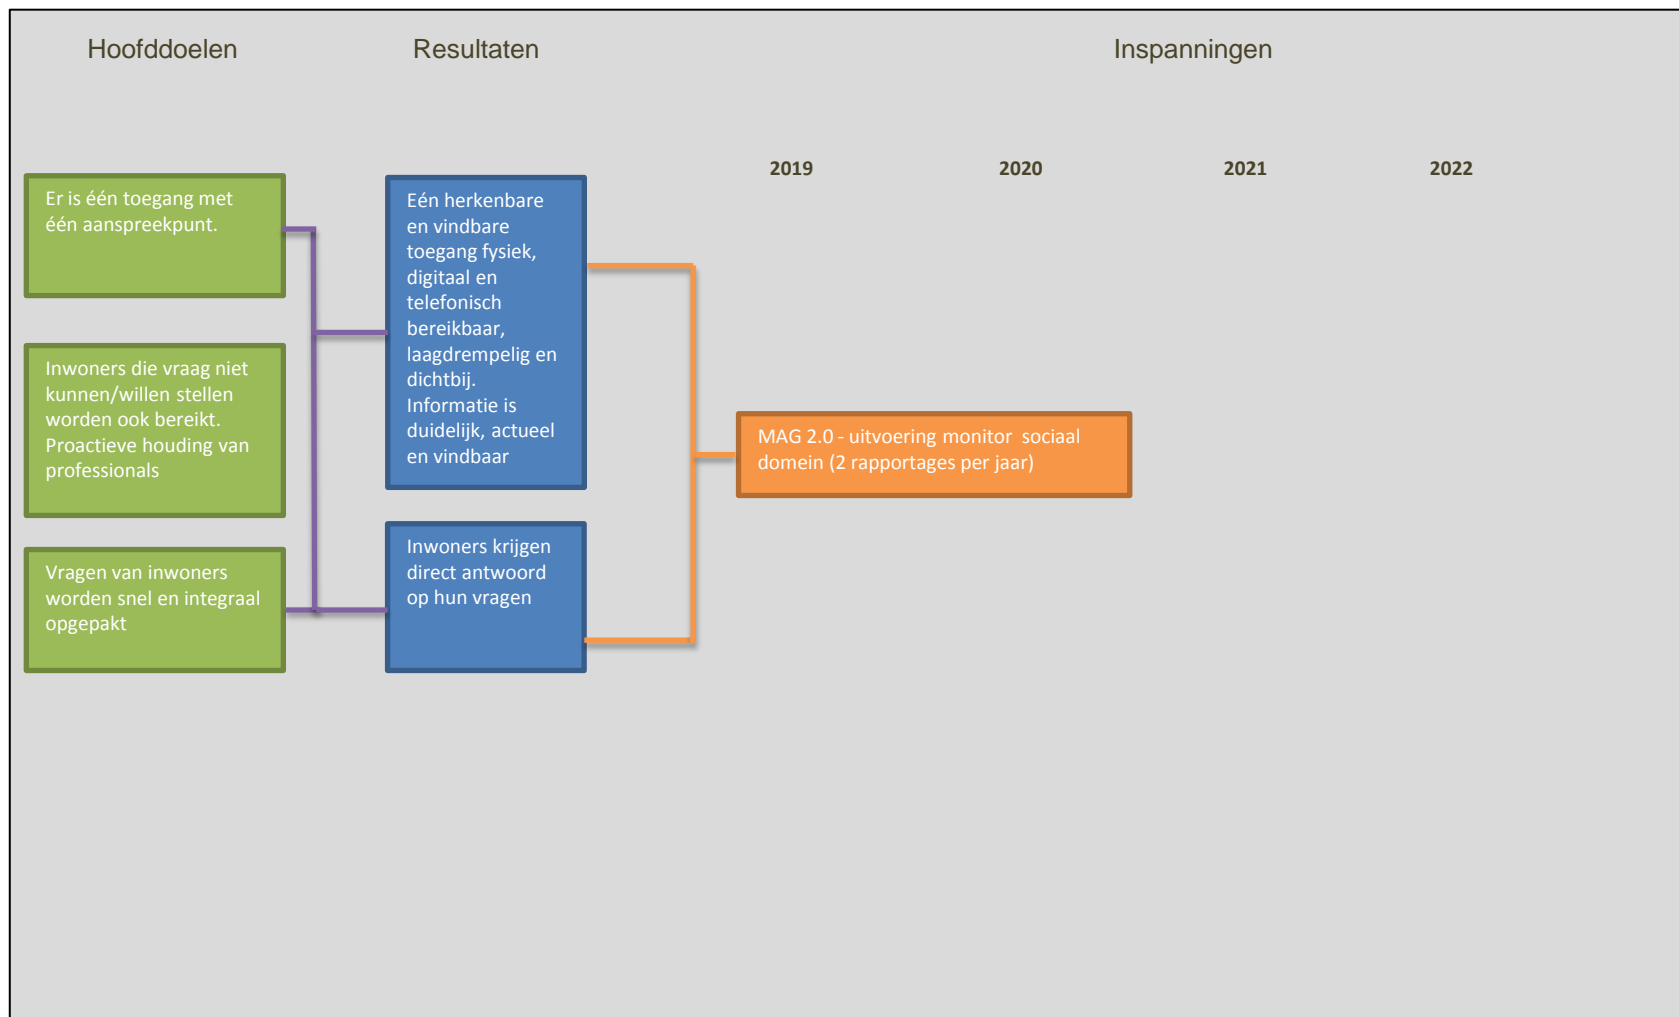 Hoofddoelen
Resultaten
Inspanningen
2019
2020
2021
2022
Er is één toegang met
één aanspreekpunt.
Inwoners die vraag niet
kunnen/willen stellen
worden ook bereikt.
Proactieve houding van
professionals
Vragen van inwoners
worden snel en integraal
opgepakt
Eén herkenbare
en vindbare
toegang fysiek,
digitaal en
telefonisch
bereikbaar,
laagdrempelig en
dichtbij.
Informatie is
duidelijk, actueel
en vindbaar
Inwoners krijgen
direct antwoord
op hun vragen
MAG 2.0 - uitvoering monitor sociaal
domein (2 rapportages per jaar)